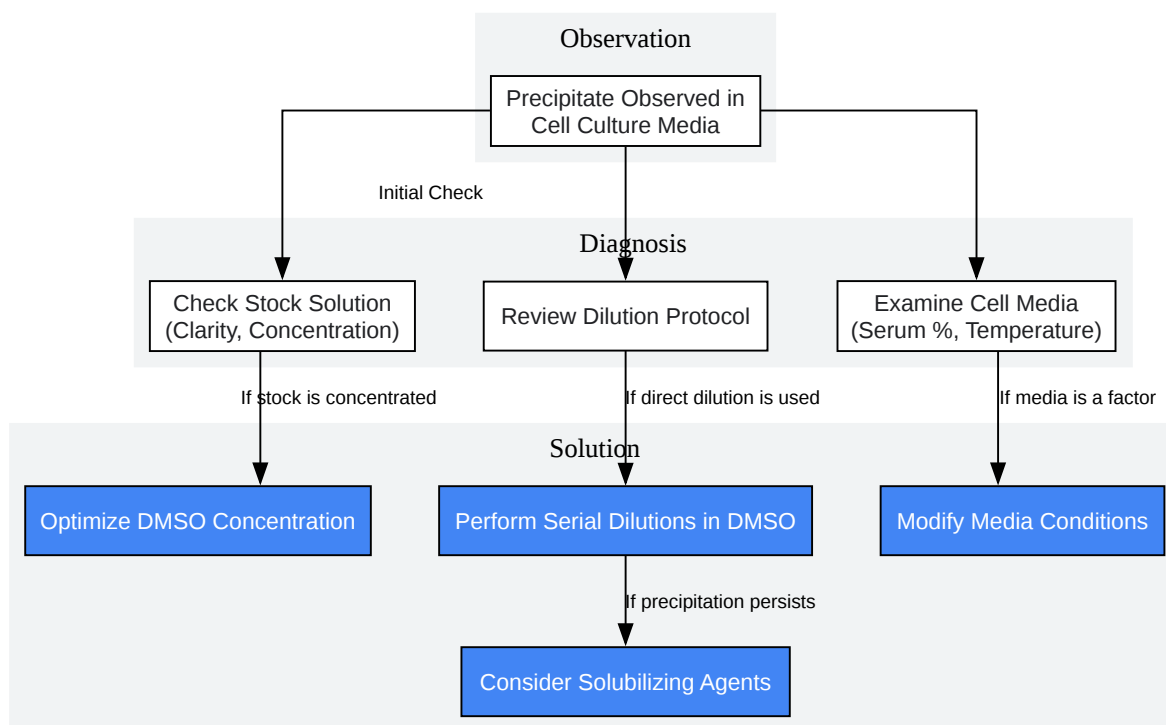 Observation
Precipitate Observed in
Cell Culture Media
Initial Check
Diagnosis
Check Stock Solution
(Clarity, Concentration)
Review Dilution Protocol
Examine Cell Media
(Serum %, Temperature)
If stock is concentrated
If direct dilution is used
If media is a factor
Solution
Optimize DMSO Concentration
Perform Serial Dilutions in DMSO
Modify Media Conditions
If precipitation persists
Consider Solubilizing Agents